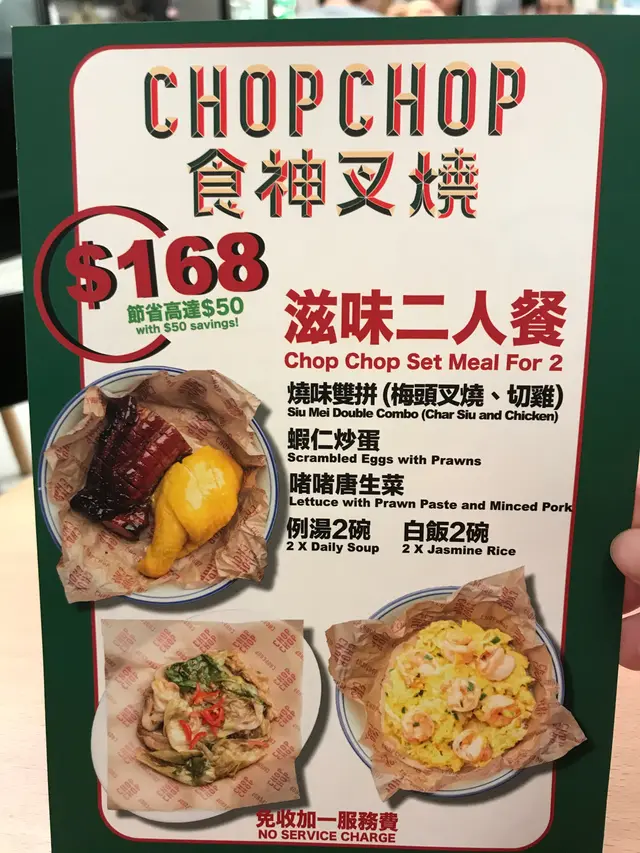 CHOPCHOP
食神叉燒
$168
節省高達$50
with $50 savings!
滋味二人餐
Chop Chop Set Meal For 2
燒味雙拼 (梅頭叉燒、切雞)
Siu Mei Double Combo (Char Siu and Chicken)
蝦仁炒蛋
Scrambled Eggs with Prawns
啫啫唐生菜
Lettuce with Prawn Paste and Minced Pork
例湯2碗 白飯2碗
2 X Daily Soup 2 X Jasmine Rice
CHOP
CHOP
CHOP
CHOP
免收加一服務費
NO SERVICE CHARGE